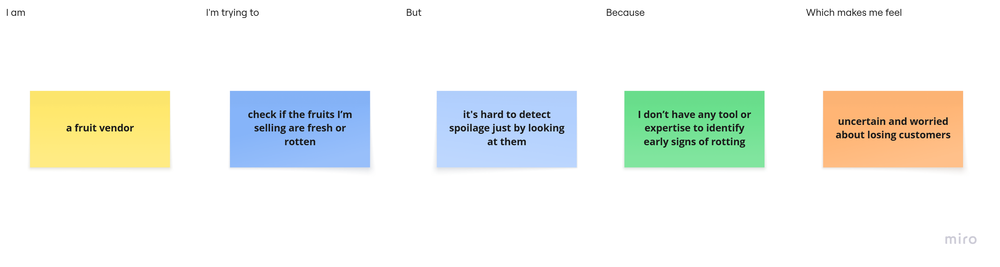 I am
I'm trying to
But
Because
Which makes me feel
a fruit vendor
check if the fruits I’m
selling are fresh or
rotten
it's hard to detect
spoilage just by looking
at them
I don’t have any tool or
expertise to identify
early signs of rotting
uncertain and worried
about losing customers
miro